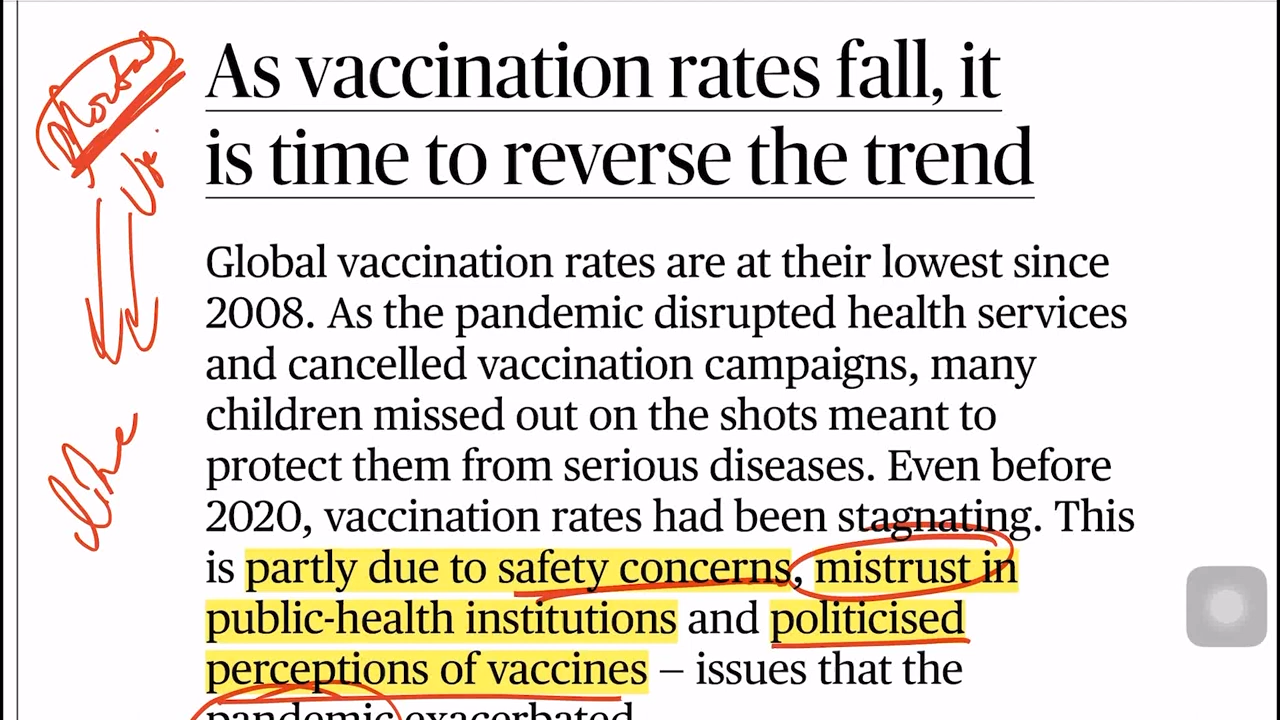 As vaccination rates fall, it
is time to reverse the trend
Global vaccination rates are at their lowest since
2008. As the pandemic disrupted health services
and cancelled vaccination campaigns, many
children missed out on the shots meant to
protect them from serious diseases. Even before
2020, vaccination rates had been stagnating. This
is partly due to safety concerns, mistrust in
public-health institutions and politicised
perceptions of vaccines – issues that the
pandemic exacerbated